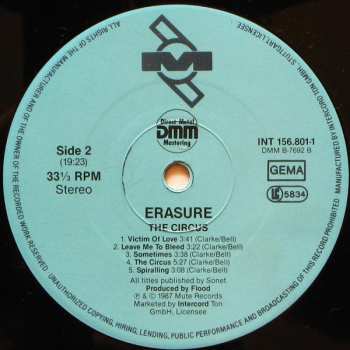 ALL RIGHTS OF THE MANUFACTURER AND OF THE OWNER OF THE RECORDED WORK RESERVED. UNAUTHORIZED COPYING, HIRING, LENDING, PUBLIC PERFORMANCE AND BROADCASTING OF THIS RECORD PROHIBITED. MANUFACTURED BY INTERCORD TON GMBH, STUTTGART, LICENSEE
Direct Metal
DMM
Mastering
Side 2
(19:23)
33⅓ RPM
Stereo
INT 156.801-1
DMM B-7692 B
GEMA
LC 5834
ERASURE
THE CIRCUS
1. Victim Of Love 3:41 (Clarke/Bell)
2. Leave Me To Bleed 3:22 (Clarke/Bell)
3. Sometimes 3:38 (Clarke/Bell)
4. The Circus 5:27 (Clarke/Bell)
5. Spiralling 3:08 (Clarke/Bell)
All titles published by Sonet
Produced by Flood
℗ & © 1987 Mute Records
Marketed by Intercord Ton
GmbH, Licensee